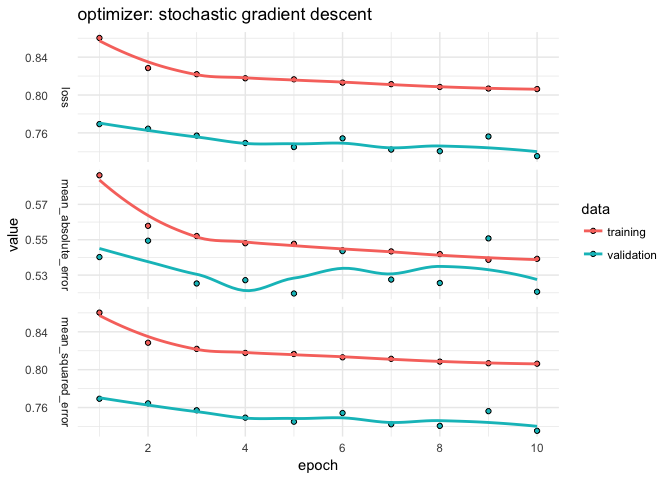 optimizer: stochastic gradient descent
value
0.84
0.80
0.76
loss
0.57
0.55
0.53
mean_absolute_error
0.84
0.80
0.76
mean_squared_error
2 4 6 8 10
epoch
data
training
validation